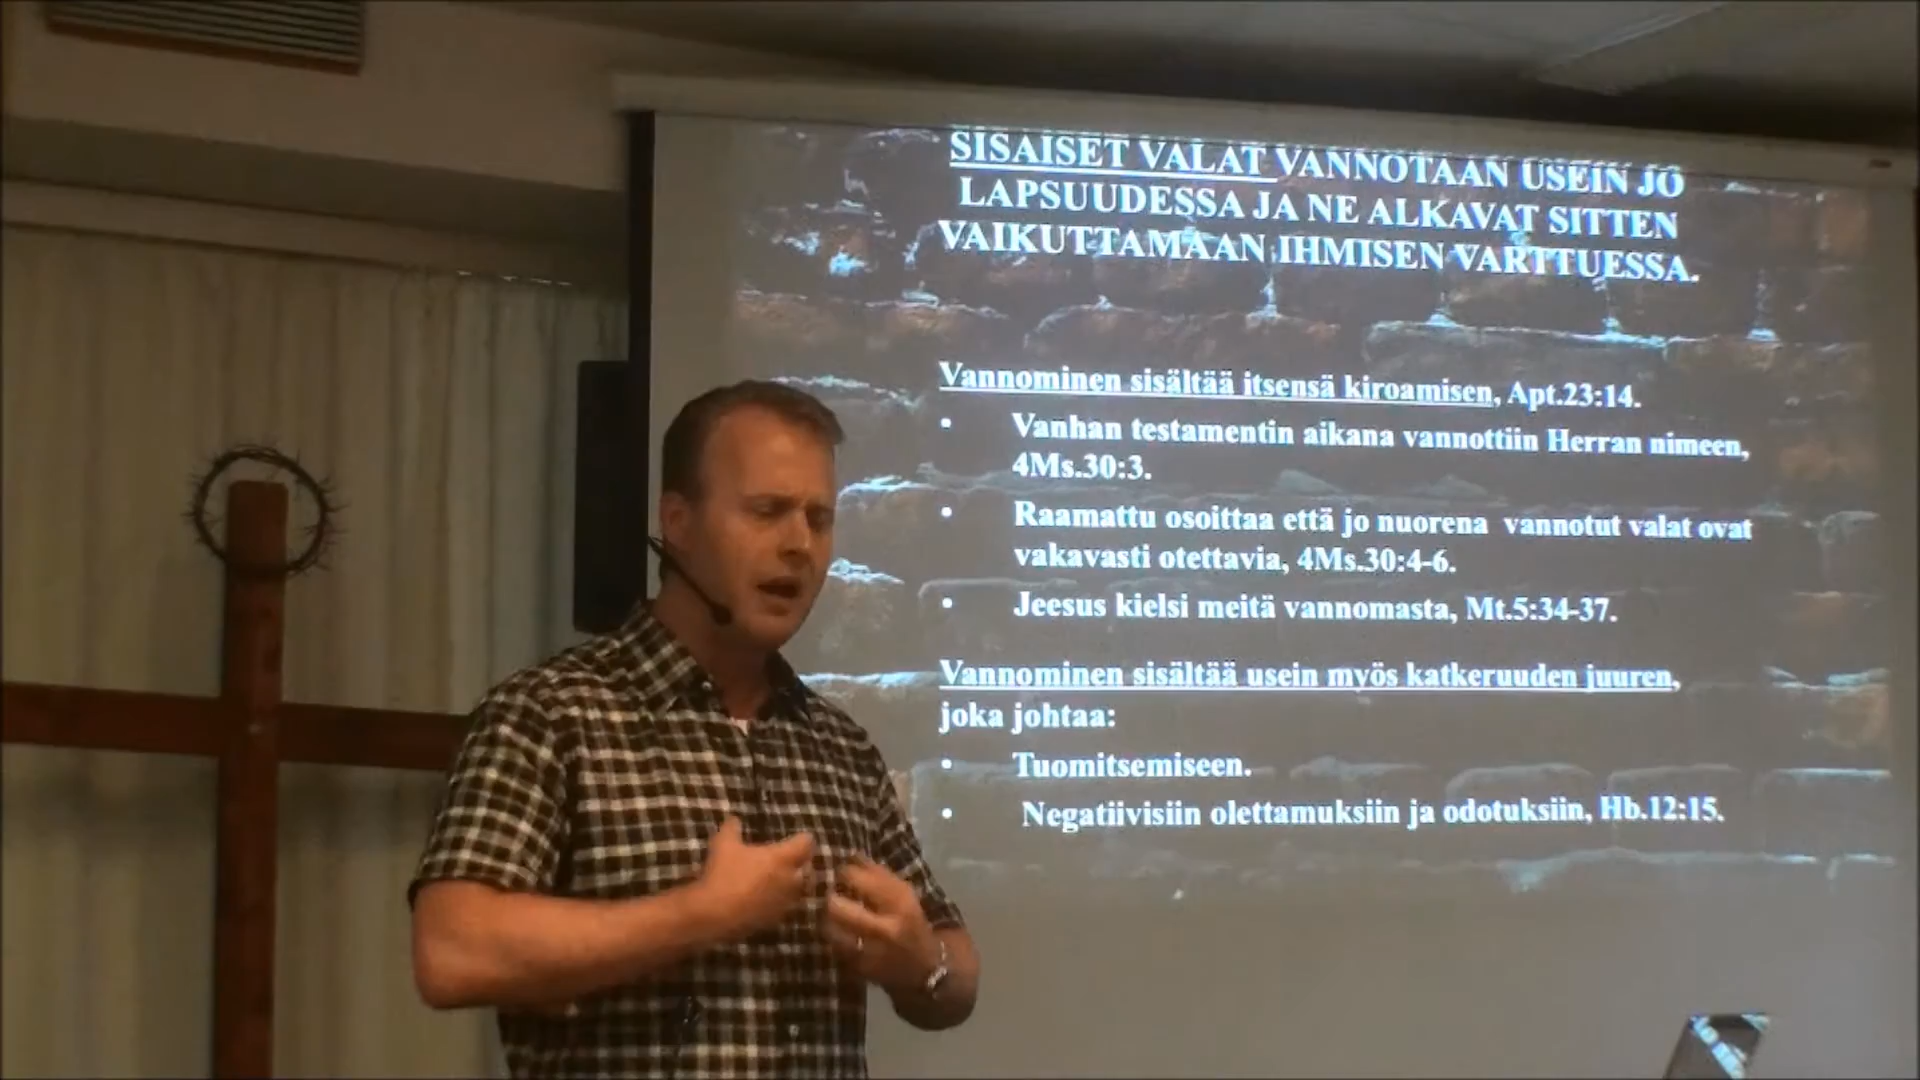 SISÄISET VALAT VANNOTAAN USEIN JO
LAPSUUDESSA JA NE ALKAVAT SITTEN
VAIKUTTAMAAN IHMISEN VARTTUESSA.
Vannominen sisältää itsensä kiroamisen, Apt.23:14.
• Vanhan testamentin aikana vannottiin Herran nimeen,
4Ms.30:3.
• Raamattu osoittaa että jo nuorena vannotut valat ovat
vakavasti otettavia, 4Ms.30:4-6.
• Jeesus kielsi meitä vannomasta, Mt.5:34-37.
Vannominen sisältää usein myös katkeruuden juuren,
joka johtaa:
• Tuomitsemiseen.
• Negatiivisiin olettamuksiin ja odotuksiin, Hb.12:15.